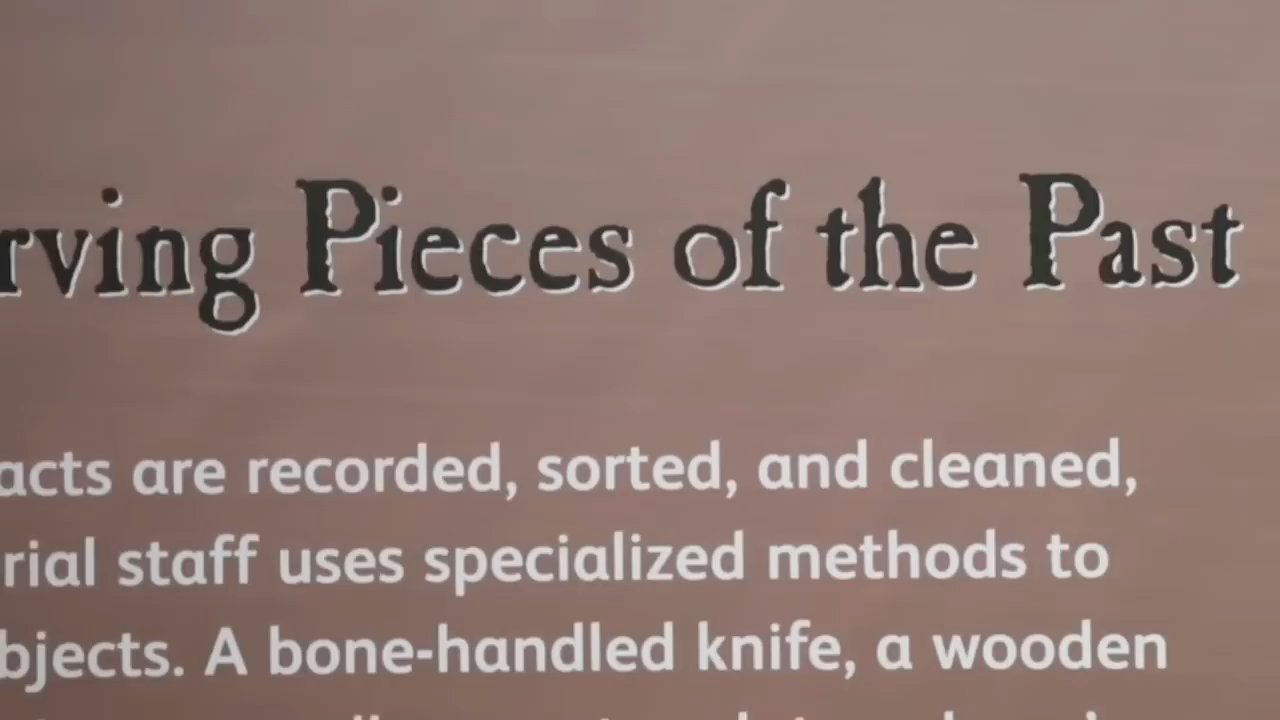 rving Pieces of the Past
acts are recorded, sorted, and cleaned,
rial staff uses specialized methods to
bjects. A bone-handled knife, a wooden